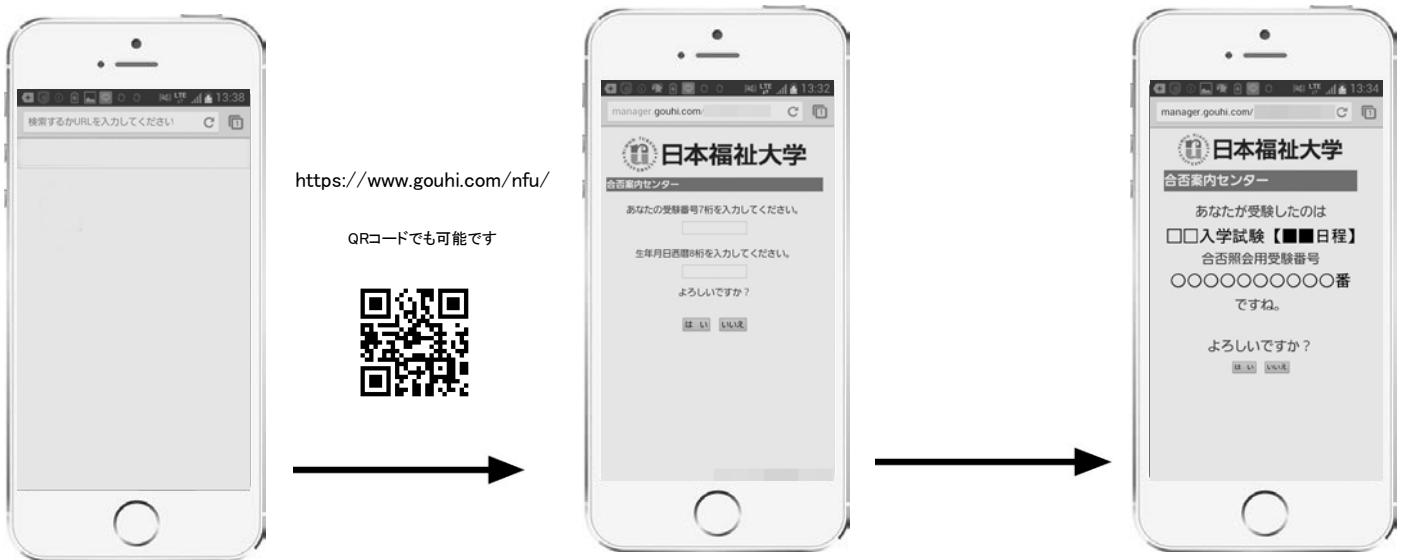 13:38
検索するかURLを入力してください
https://www.gouhi.com/nfu/
QRコードでも可能です
13:32
manager.gouhi.com/
日本福祉大学
合否案内センター
あなたの受験番号7桁を入力してください。
生年月日西暦8桁を入力してください。
よろしいですか？
はい いいえ
13:34
manager.gouhi.com/
日本福祉大学
合否案内センター
あなたが受験したのは
□□入学試験【■■日程】
合否照会用受験番号
○○○○○○○○○○番
ですね。
よろしいですか？
はい いいえ